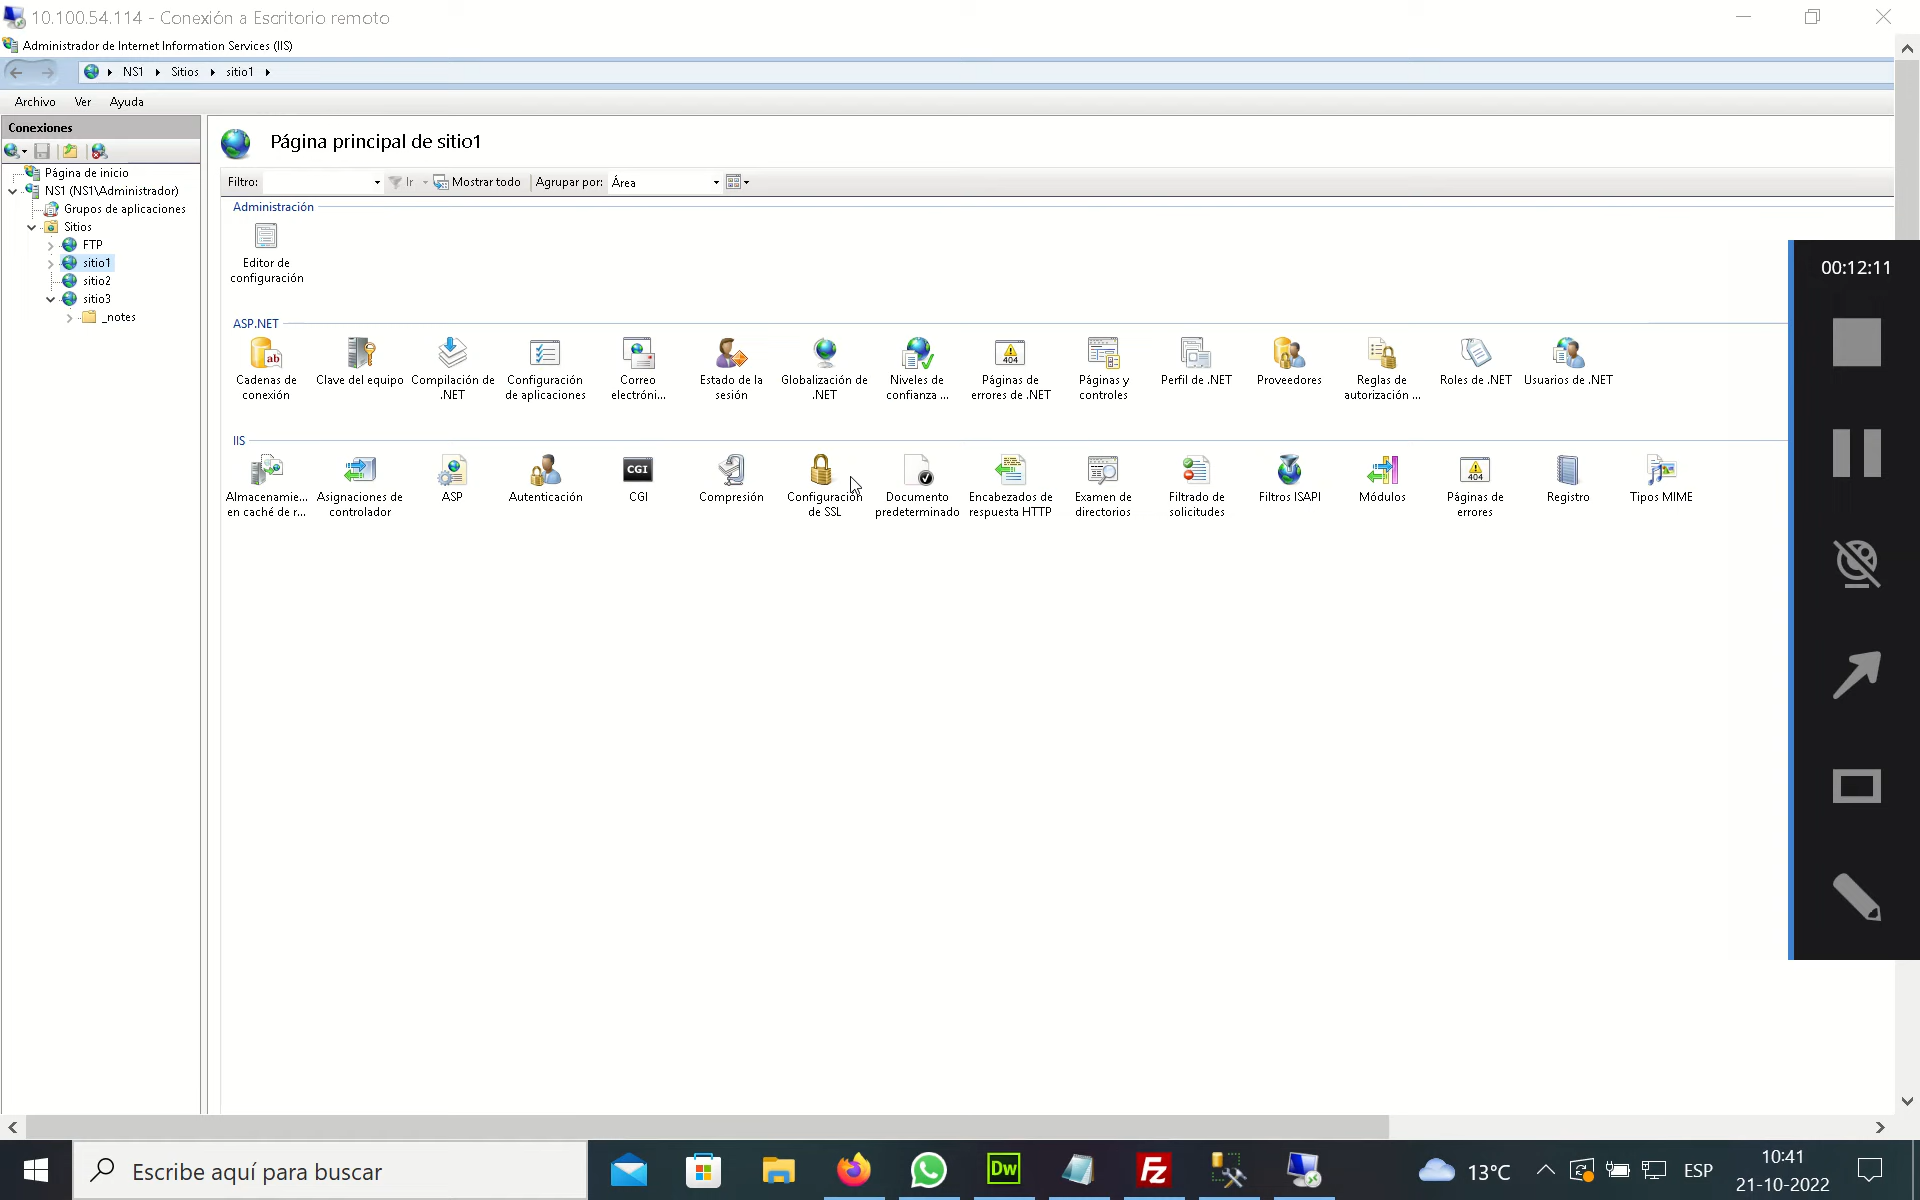 10.100.54.114 - Conexión a Escritorio remoto
Administrador de Internet Information Services (IIS)
NS1 Sitios sitio1
Archivo Ver Ayuda
Conexiones
Página de inicio
NS1 (NS1\Administrador)
Grupos de aplicaciones
Sitios
FTP
sitio1
sitio2
sitio3
_notes
Página principal de sitio1
Filtro: Ir Mostrar todo Agrupar por: Área
Administración
Editor de
configuración
ASP.NET
Cadenas de Clave del equipo Compilación de Configuración Correo Estado de la Globalización de Niveles de Páginas de Páginas y Perfil de .NET Proveedores Reglas de Roles de .NET Usuarios de .NET
conexión .NET de aplicaciones electróni... sesión .NET confianza ... errores de .NET controles autorización ...
IIS
Almacenamie... Asignaciones de ASP Autenticación CGI Compresión Configuración Documento Encabezados de Examen de Filtrado de Filtros ISAPI Módulos Páginas de Registro Tipos MIME
en caché de r... controlador de SSL predeterminado respuesta HTTP directorios solicitudes errores
00:12:11
Escribe aquí para buscar
Dw
Fz
13°C
ESP
10:41
21-10-2022